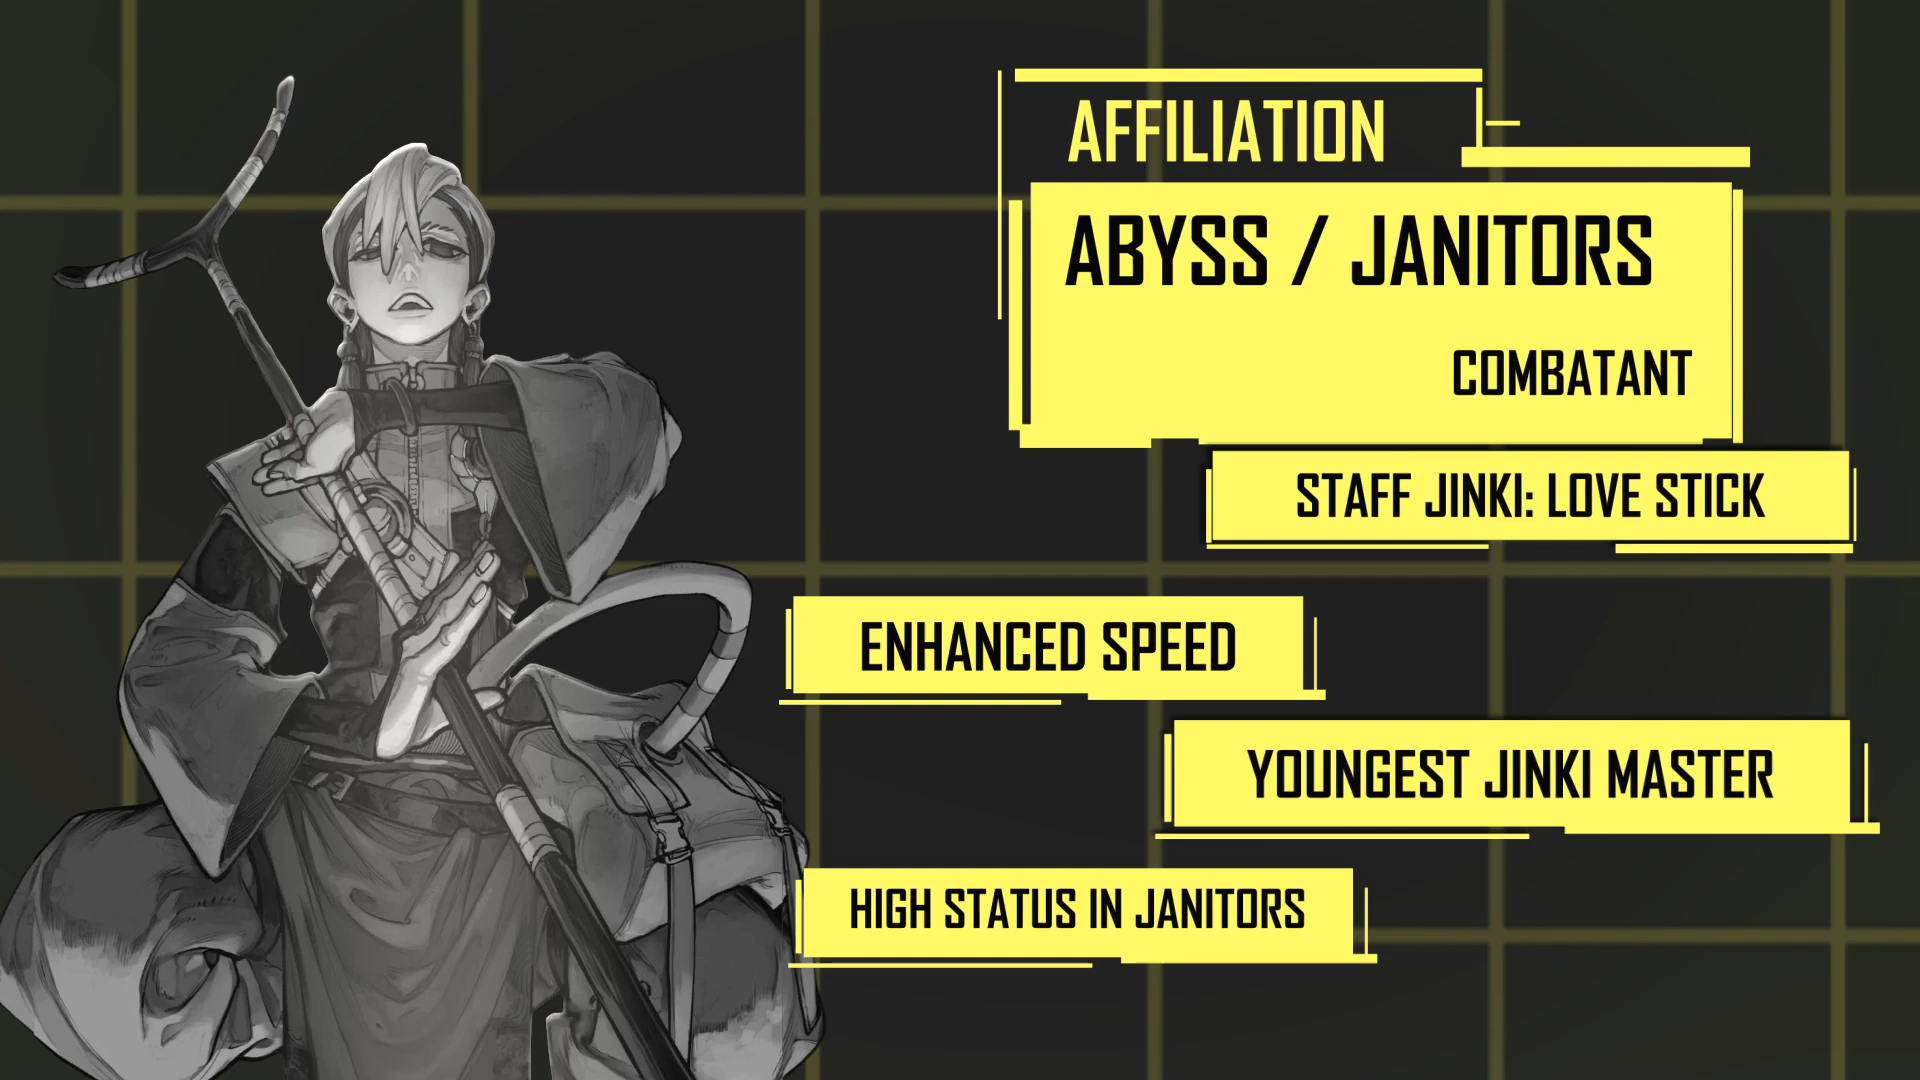 AFFILIATION
ABYSS / JANITORS
COMBATANT
STAFF JINKI: LOVE STICK
ENHANCED SPEED
YOUNGEST JINKI MASTER
HIGH STATUS IN JANITORS